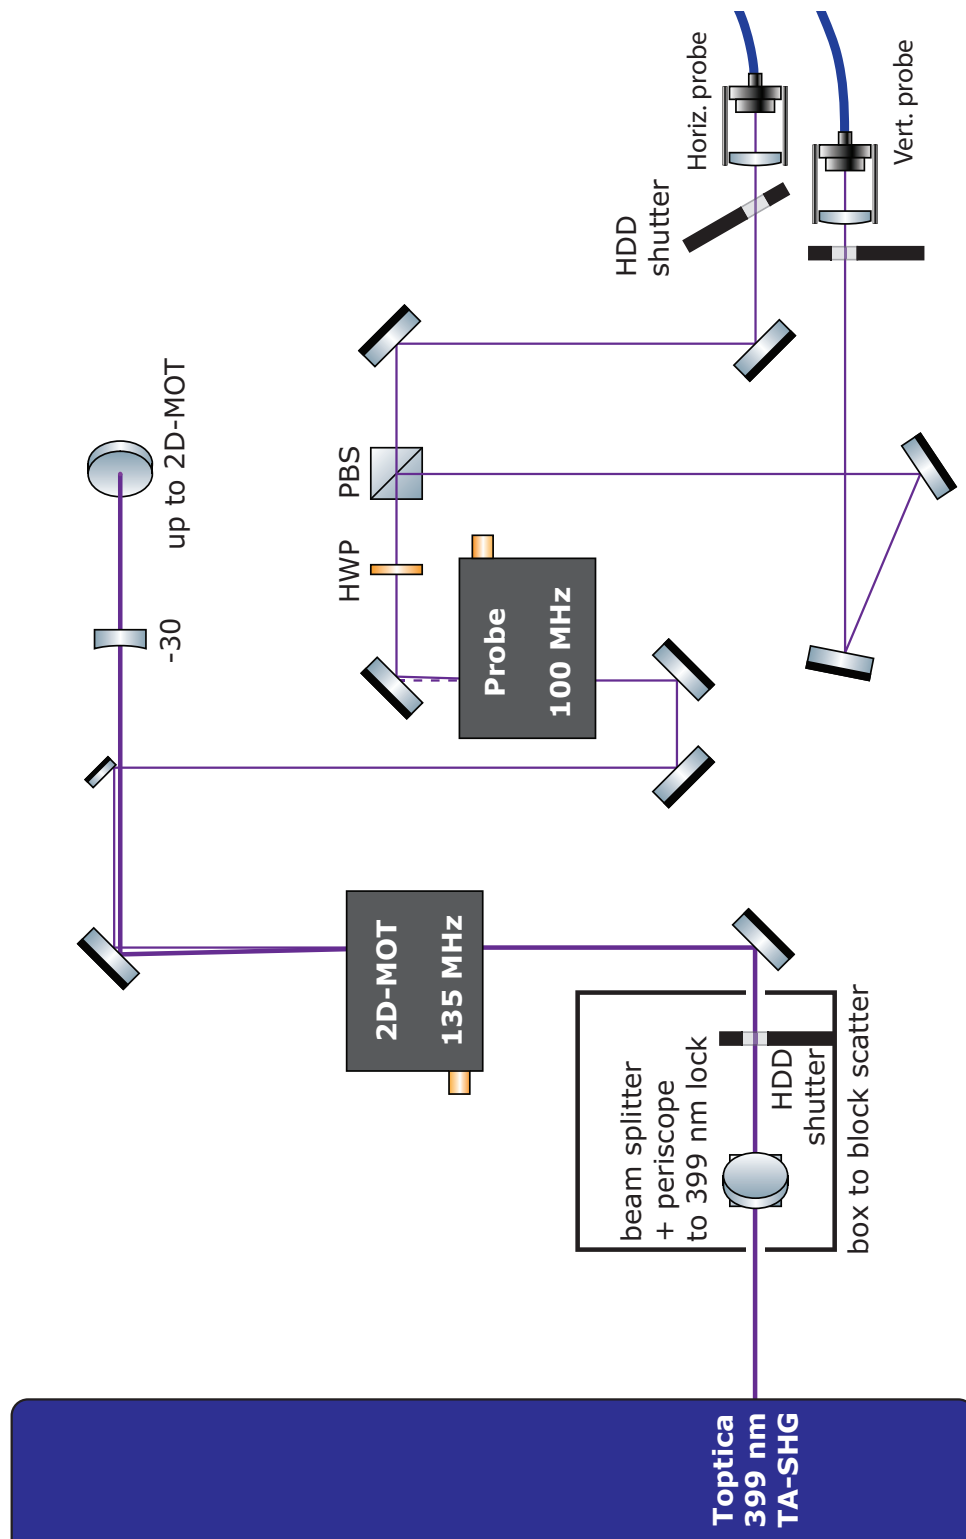 Toptica
399 nm
TA-SHG
beam splitter
+ periscope
to 399 nm lock
HDD
shutter
box to block scatter
2D-MOT
135 MHz
-30
up to 2D-MOT
Probe
100 MHz
HWP
PBS
HDD
shutter
Horiz. probe
Vert. probe